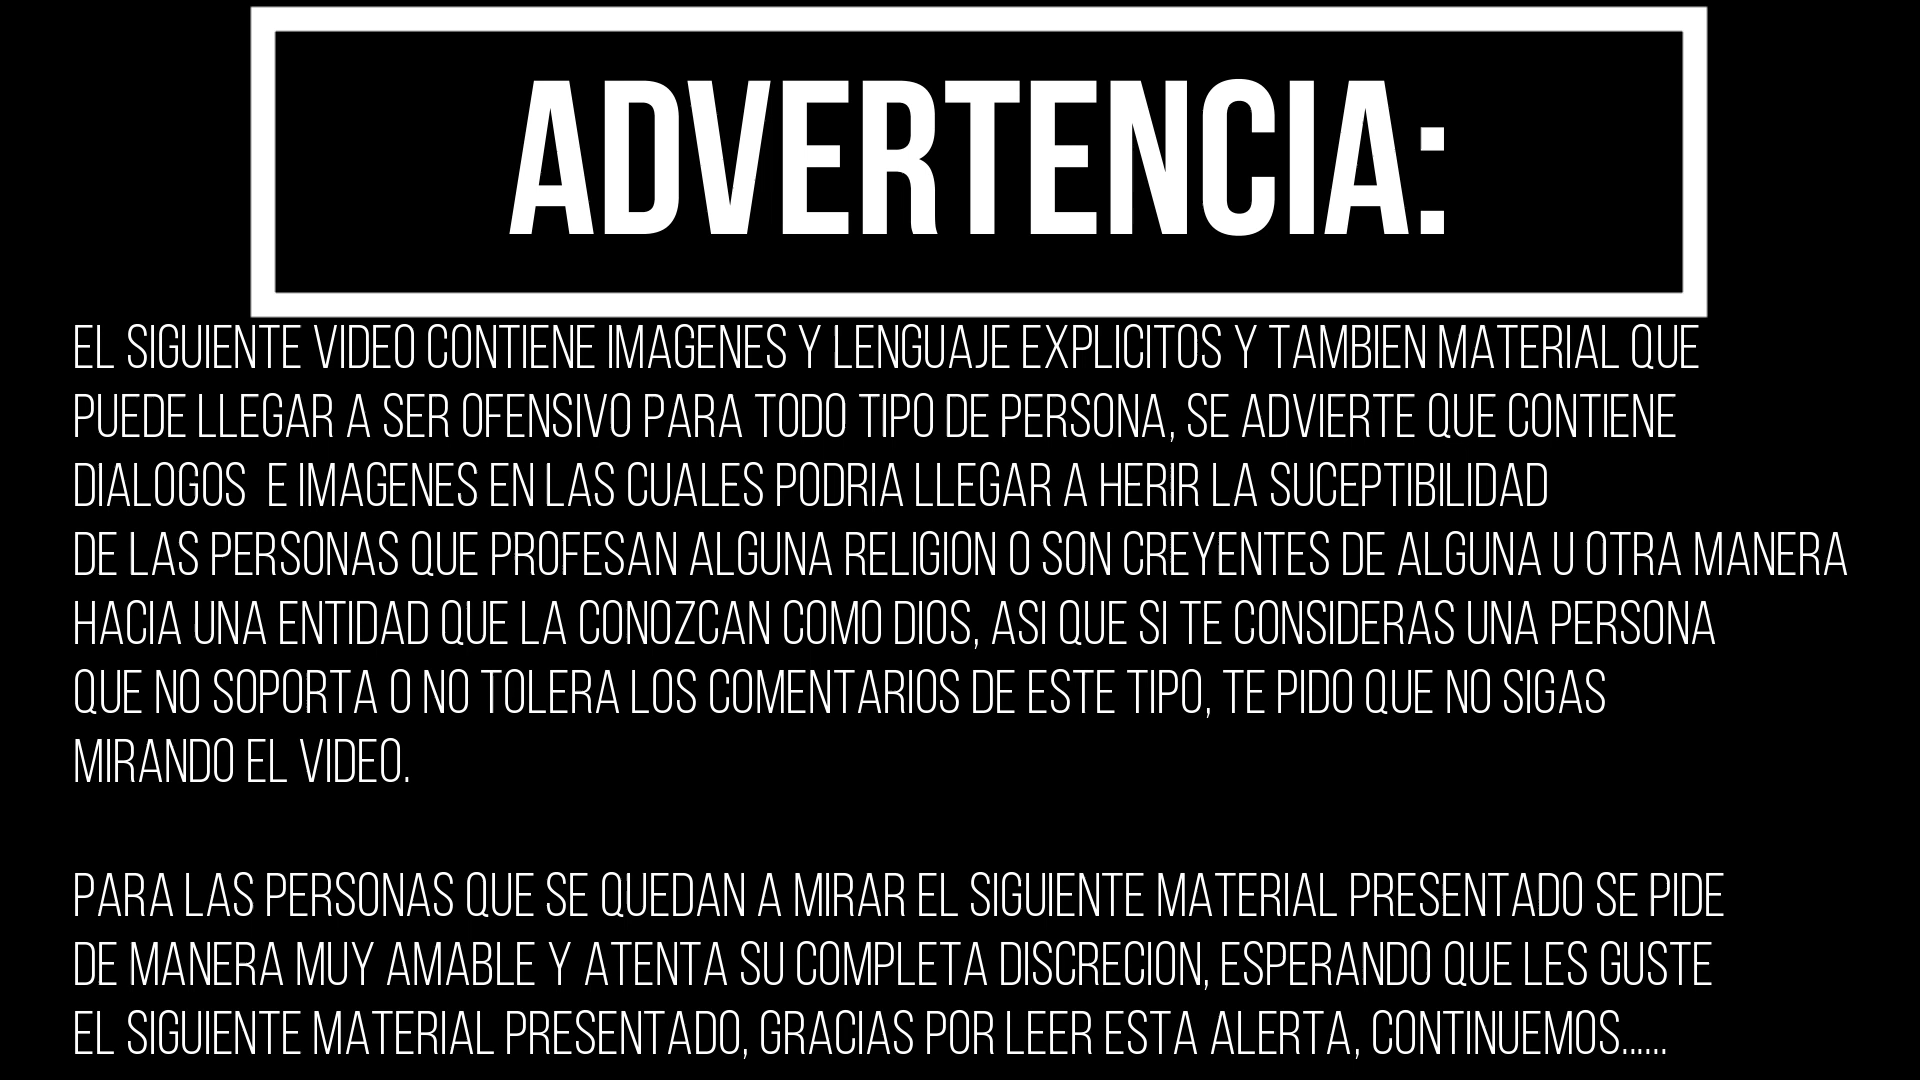 ADVERTENCIA:
EL SIGUIENTE VIDEO CONTIENE IMAGENES Y LENGUAJE EXPLICITOS Y TAMBIEN MATERIAL QUE
PUEDE LLEGAR A SER OFENSIVO PARA TODO TIPO DE PERSONA, SE ADVIERTE QUE CONTIENE
DIALOGOS  E IMAGENES EN LAS CUALES PODRIA LLEGAR A HERIR LA SUCEPTIBILIDAD
DE LAS PERSONAS QUE PROFESAN ALGUNA RELIGION O SON CREYENTES DE ALGUNA U OTRA MANERA
HACIA UNA ENTIDAD QUE LA CONOZCAN COMO DIOS, ASI QUE SI TE CONSIDERAS UNA PERSONA
QUE NO SOPORTA O NO TOLERA LOS COMENTARIOS DE ESTE TIPO, TE PIDO QUE NO SIGAS
MIRANDO EL VIDEO.
PARA LAS PERSONAS QUE SE QUEDAN A MIRAR EL SIGUIENTE MATERIAL PRESENTADO SE PIDE
DE MANERA MUY AMABLE Y ATENTA SU COMPLETA DISCRECION, ESPERANDO QUE LES GUSTE
EL SIGUIENTE MATERIAL PRESENTADO, GRACIAS POR LEER ESTA ALERTA, CONTINUEMOS......